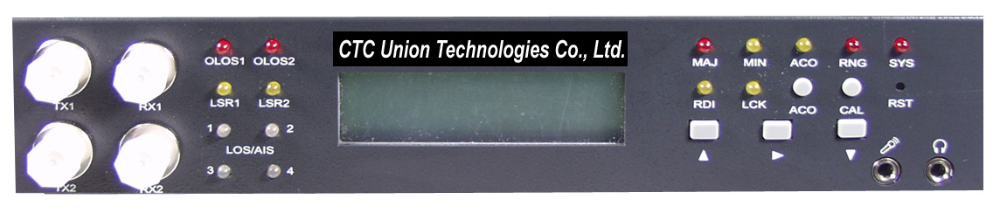 CTC Union Technologies Co., Ltd.
OLOS1 OLOS2
MAJ MIN ACO RNG SYS
TX1 RX1
LSR1 LSR2
RDI LCK ACO CAL RST
1 2
LOS/AIS
3 4
TX2 RX2